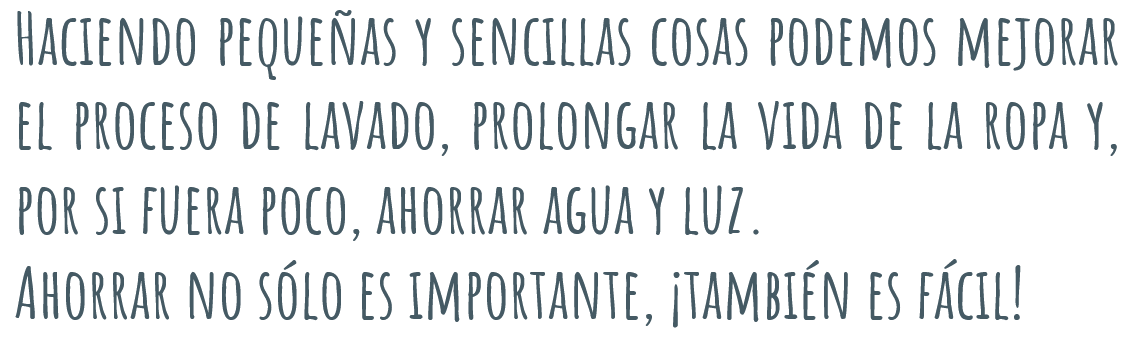 Haciendo pequeñas y sencillas cosas podemos mejorar
el proceso de lavado, prolongar la vida de la ropa y,
por si fuera poco, ahorrar agua y luz.
Ahorrar no sólo es importante, ¡también es fácil!